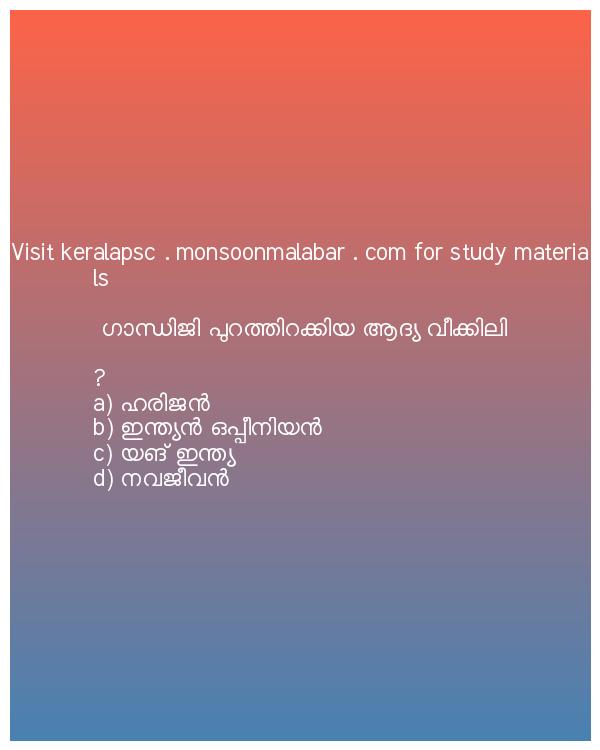 Visit keralapsc . monsoonmalabar . com for study materia
ls
ഗാന്ധിജി പുറത്തിറക്കിയ ആദ്യ വീക്കിലി
?
a) ഹരിജൻ
b) ഇന്ത്യൻ ഒപ്പീനിയൻ
c) യങ് ഇന്ത്യ
d) നവജീവൻ